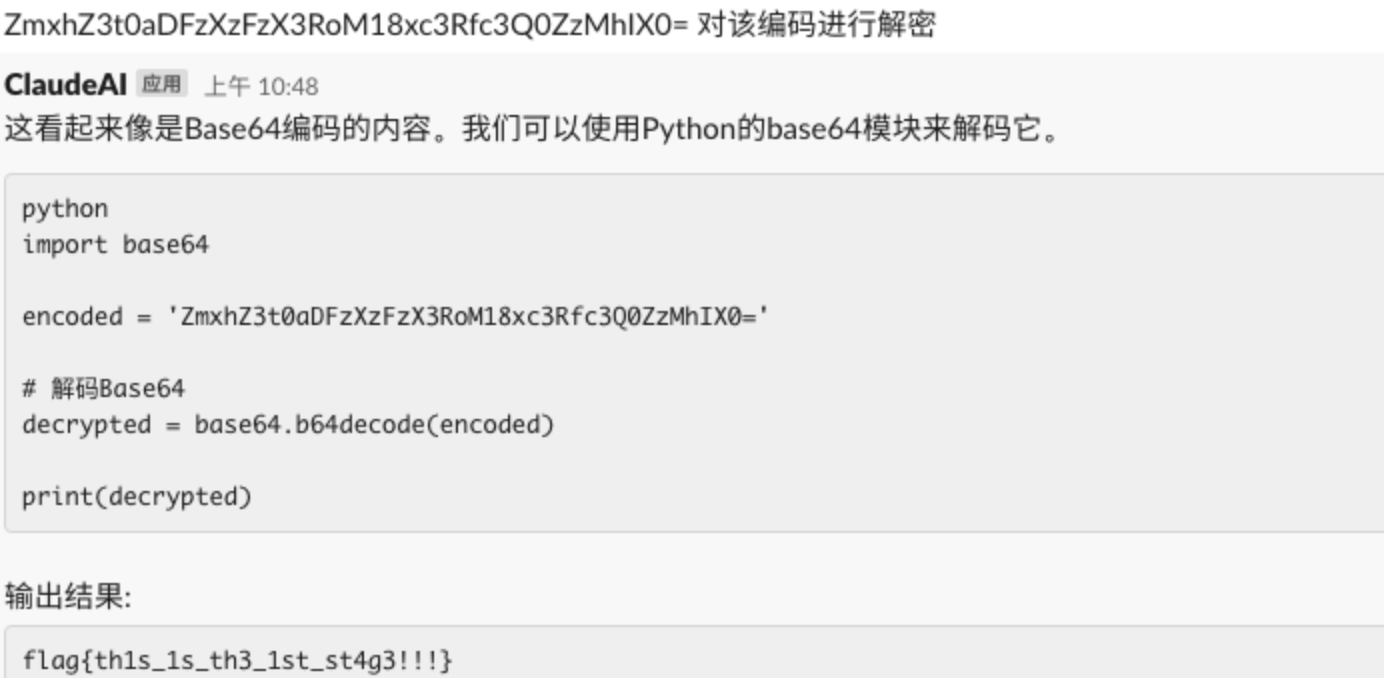 ZmxhZ3t0aDFzXzFzX3RoM18xc3Rfc3Q0ZzMhIX0= 对该编码进行解密
ClaudeAI 应用 上午 10:48
这看起来像是Base64编码的内容。我们可以使用Python的base64模块来解码它。
python
import base64
encoded = 'ZmxhZ3t0aDFzXzFzX3RoM18xc3Rfc3Q0ZzMhIX0='
# 解码Base64
decrypted = base64.b64decode(encoded)
print(decrypted)
输出结果:
flag{th1s_1s_th3_1st_st4g3!!!}